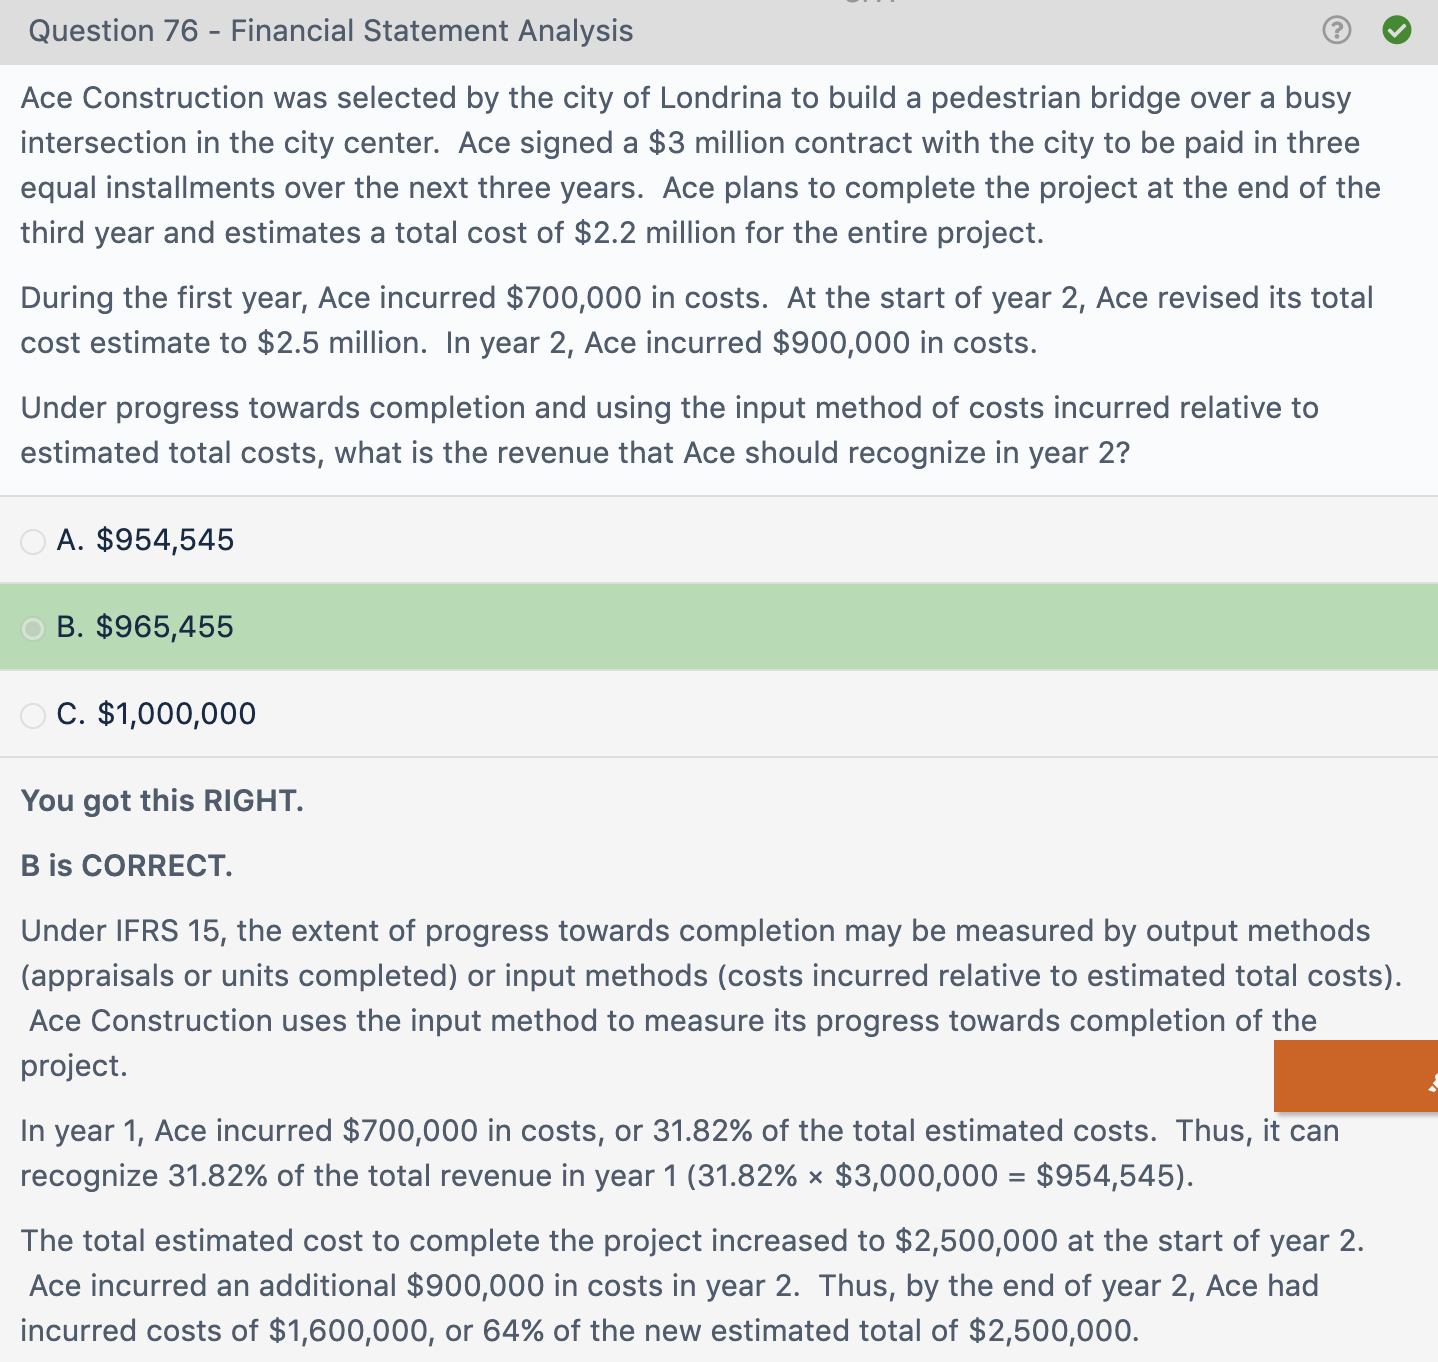 Question 76 - Financial Statement Analysis
Ace Construction was selected by the city of Londrina to build a pedestrian bridge over a busy
intersection in the city center.  Ace signed a $3 million contract with the city to be paid in three
equal installments over the next three years.  Ace plans to complete the project at the end of the
third year and estimates a total cost of $2.2 million for the entire project.
During the first year, Ace incurred $700,000 in costs.  At the start of year 2, Ace revised its total
cost estimate to $2.5 million.  In year 2, Ace incurred $900,000 in costs.
Under progress towards completion and using the input method of costs incurred relative to
estimated total costs, what is the revenue that Ace should recognize in year 2?
A. $954,545
B. $965,455
C. $1,000,000
You got this RIGHT.
B is CORRECT.
Under IFRS 15, the extent of progress towards completion may be measured by output methods
(appraisals or units completed) or input methods (costs incurred relative to estimated total costs).
Ace Construction uses the input method to measure its progress towards completion of the
project.
In year 1, Ace incurred $700,000 in costs, or 31.82% of the total estimated costs.  Thus, it can
recognize 31.82% of the total revenue in year 1 (31.82% × $3,000,000 = $954,545).
The total estimated cost to complete the project increased to $2,500,000 at the start of year 2.
Ace incurred an additional $900,000 in costs in year 2.  Thus, by the end of year 2, Ace had
incurred costs of $1,600,000, or 64% of the new estimated total of $2,500,000.